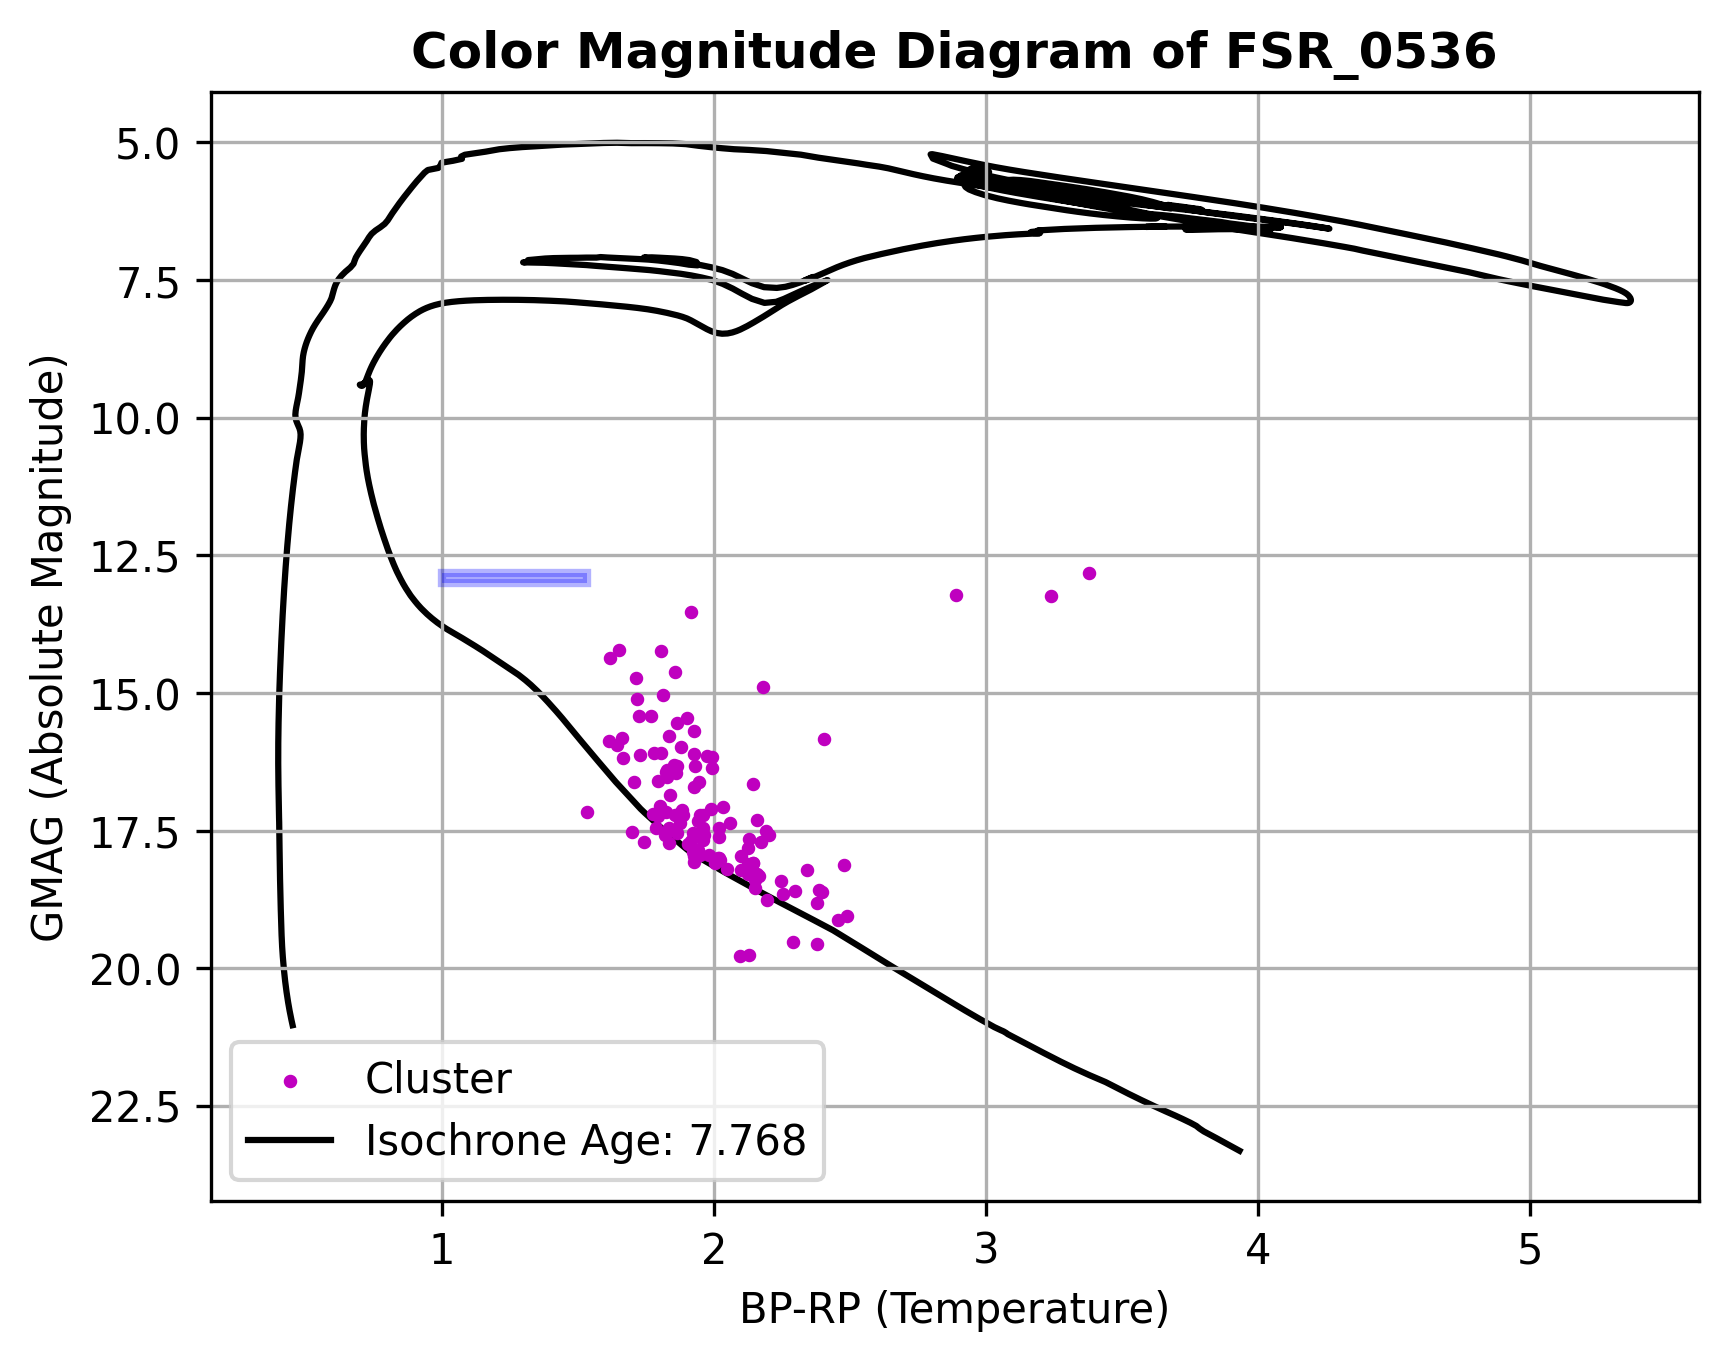 Color Magnitude Diagram of FSR_0536
GMAG (Absolute Magnitude)
5.0
7.5
10.0
12.5
15.0
17.5
20.0
22.5
Cluster
Isochrone Age: 7.768
1 2 3 4 5
BP-RP (Temperature)